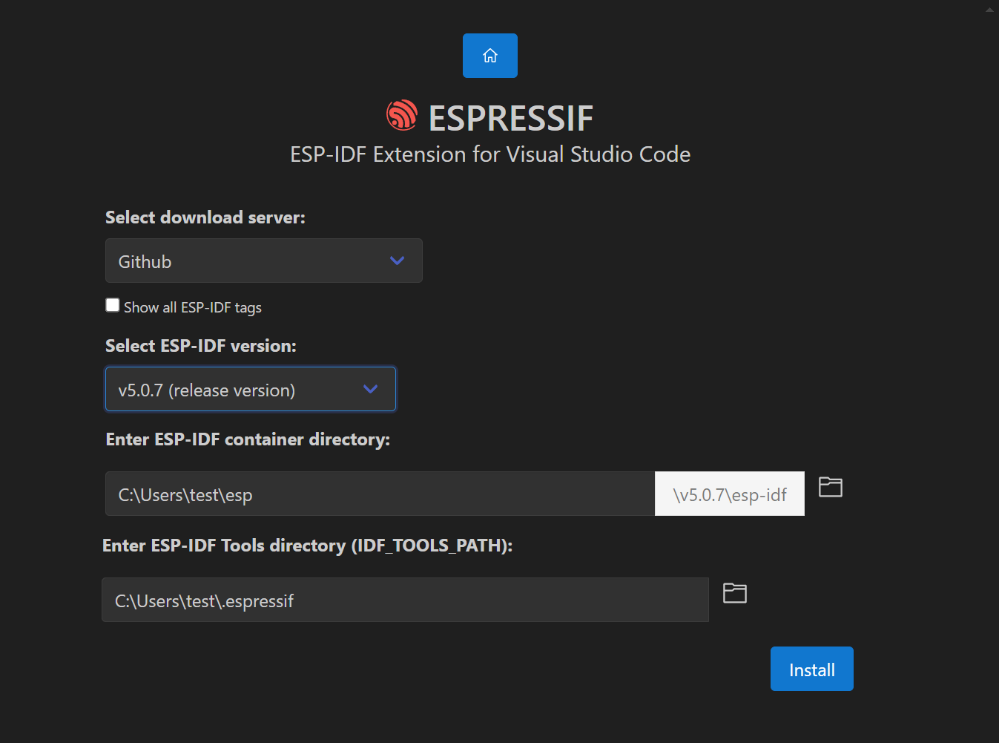 ESPRESSIF
ESP-IDF Extension for Visual Studio Code
Select download server:
Github
Show all ESP-IDF tags
Select ESP-IDF version:
v5.0.7 (release version)
Enter ESP-IDF container directory:
C:\Users\test\esp \v5.0.7\esp-idf
Enter ESP-IDF Tools directory (IDF_TOOLS_PATH):
C:\Users\test\.espressif
Install